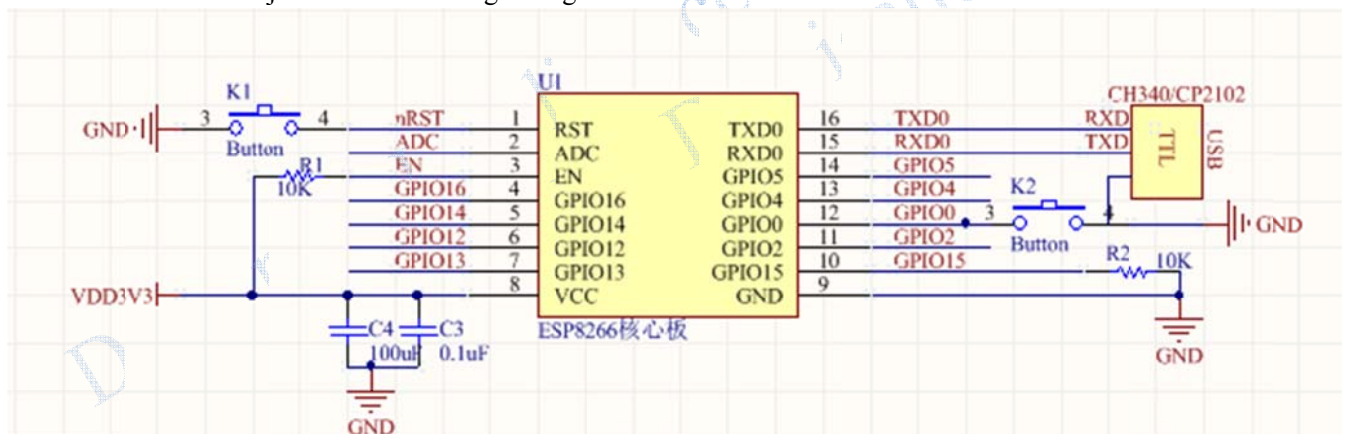 U1
K1
CH340/CP2102
GND
3
4
nRST
1
RST
TXD0
16
TXD0
RXD
Button
ADC
2
ADC
RXD0
15
RXD0
TXD
TTL
USB
R1
10K
EN
3
EN
GPIO5
14
GPIO5
GPIO16
4
GPIO16
GPIO4
13
GPIO4
K2
GPIO14
5
GPIO14
GPIO0
12
GPIO0
3
4
GND
GPIO12
6
GPIO12
GPIO2
11
GPIO2
Button
GPIO13
7
GPIO13
GPIO15
10
GPIO15
R2
10K
VDD3V3
8
VCC
GND
9
C4
100uF
C3
0.1uF
ESP8266核心板
GND
GND